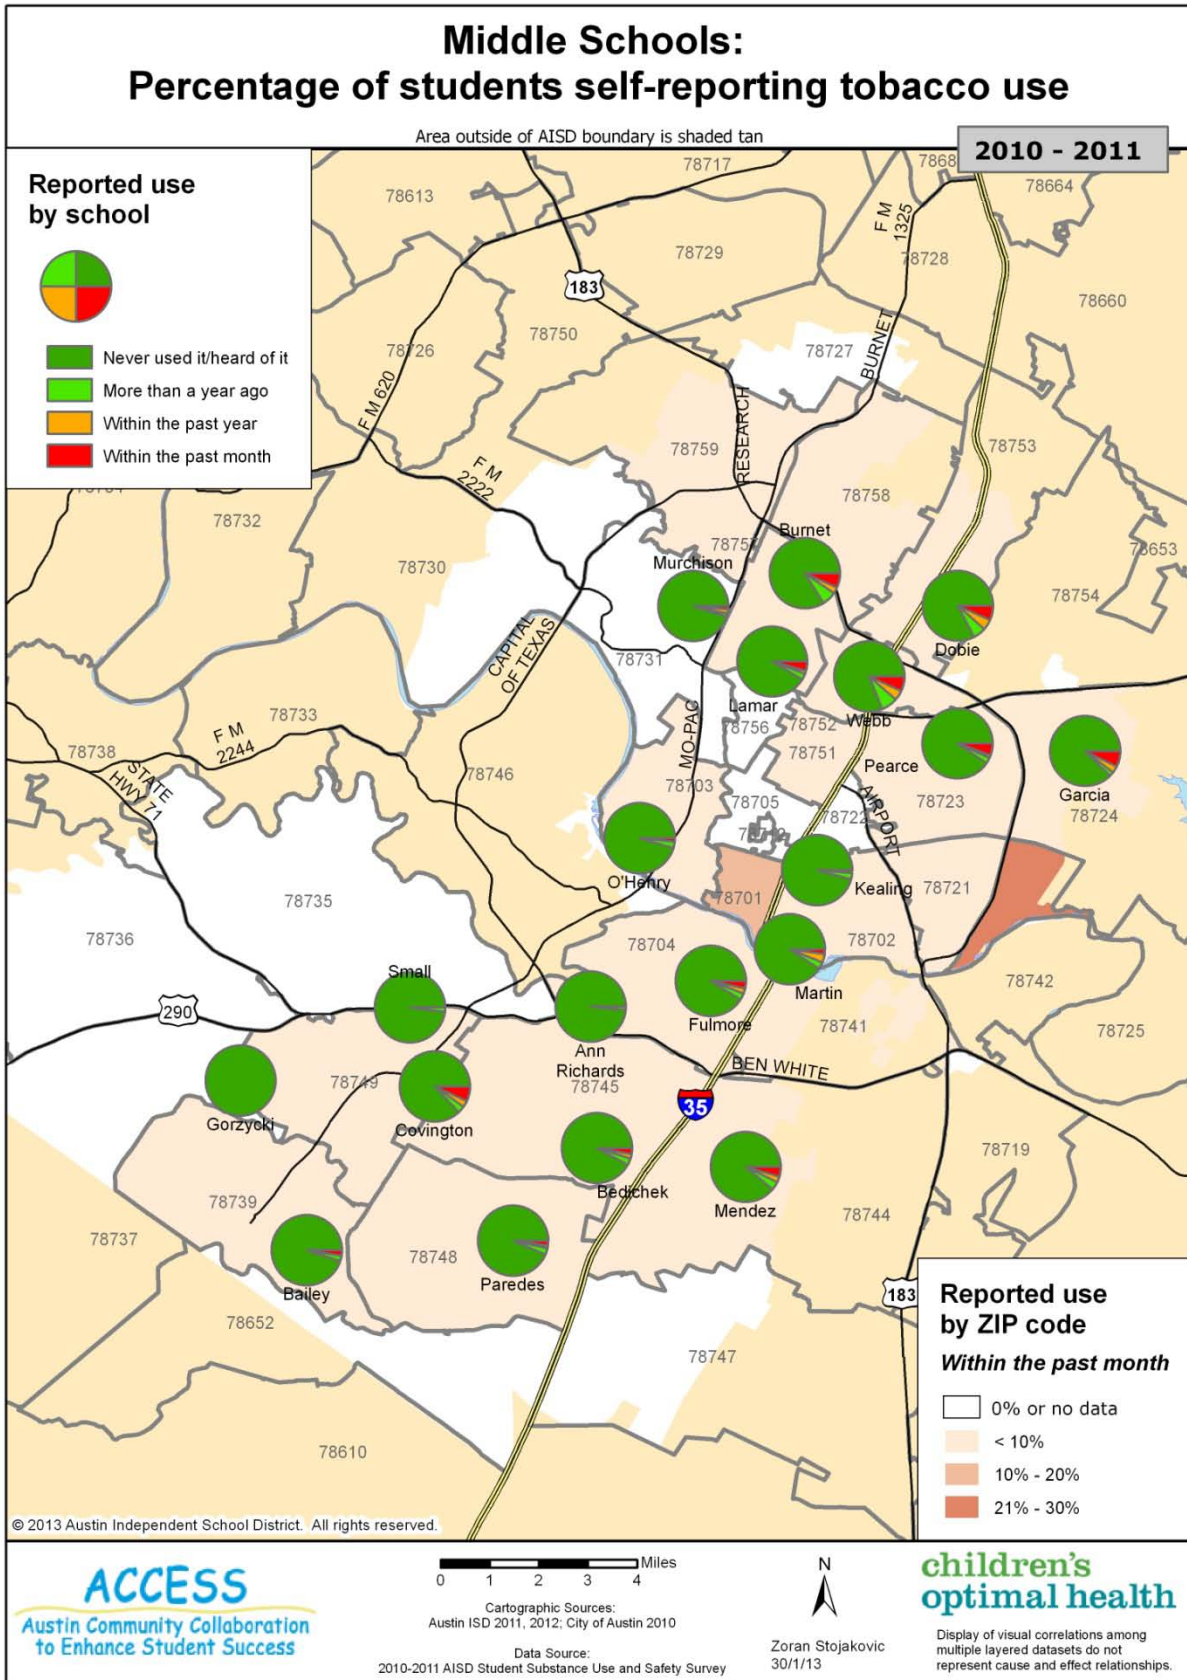 Middle Schools:
Percentage of students self-reporting tobacco use
Area outside of AISD boundary is shaded tan
2010 - 2011
Reported use
by school
Never used it/heard of it
More than a year ago
Within the past year
Within the past month
78717
78664
78613
F M
1325
78729
78728
183
78660
78750
78726
78727
BURNET
F M 620
RESEARCH
78759
78753
F M
2222
78758
78732
Burnet
78757
78653
Murchison
78730
78754
CAPITAL
OF TEXAS
Dobie
78731
Lamar
78733
F M
2244
MO-PAC
78756
78752
Webb
78738
STATE
HWY 71
78751
78746
Pearce
78703
Garcia
78705
78723
78722
AIRPORT
78724
78712
O'Henry
Kealing
78721
78701
78735
78736
78704
78702
Small
Martin
78742
290
Fulmore
78741
78725
Ann
Richards
BEN WHITE
78749
78745
35
Gorzycki
Covington
78719
Bedichek
78739
Mendez
78744
78737
78748
Bailey
Paredes
183
78652
78747
78610
Reported use
by ZIP code
Within the past month
0% or no data
< 10%
10% - 20%
21% - 30%
© 2013 Austin Independent School District. All rights reserved.
ACCESS
Austin Community Collaboration
to Enhance Student Success
Miles
0 1 2 3 4
Cartographic Sources:
Austin ISD 2011, 2012; City of Austin 2010
Data Source:
2010-2011 AISD Student Substance Use and Safety Survey
N
Zoran Stojakovic
30/1/13
children's
optimal health
Display of visual correlations among
multiple layered datasets do not
represent cause and effect relationships.